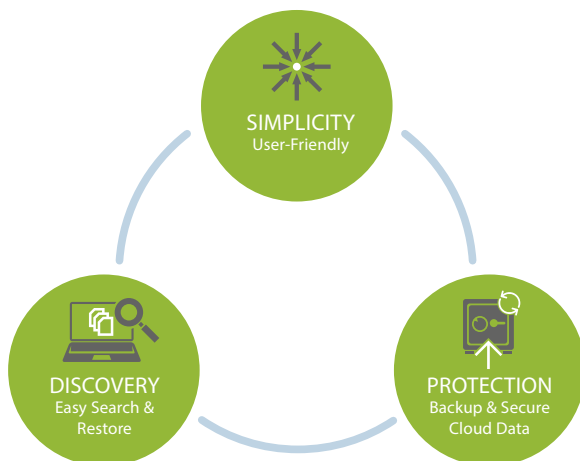 SIMPLICITY
User-Friendly
DISCOVERY
Easy Search &
Restore
PROTECTION
Backup & Secure
Cloud Data